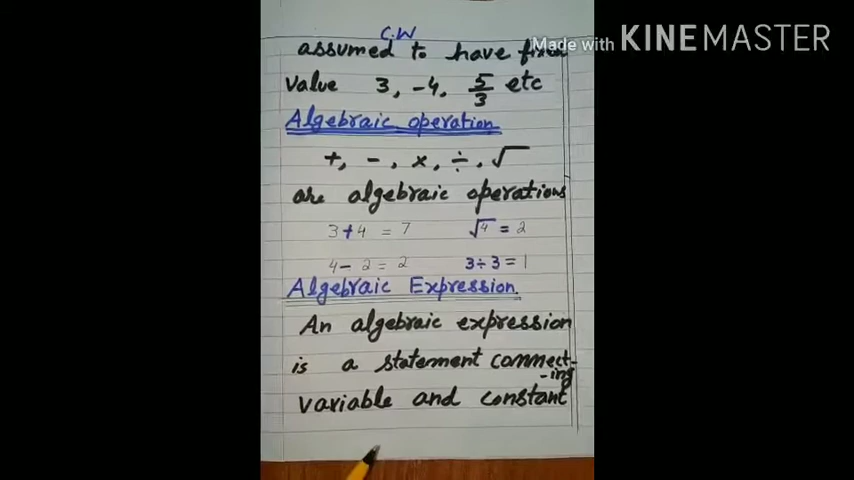 C.W
assumed to have fixed
Made with KINEMASTER
Value 3, -4, 5/3 etc
Algebraic operation
+, -, ×, ÷, √
are algebraic operations
3+4 = 7 √4 = 2
4- 2 = 2 3÷3 = 1
Algebraic Expression
An algebraic expression
is a statement connect-
-ing
variable and constant